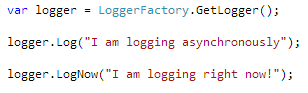 var logger = LoggerFactory.GetLogger();
logger.Log("I am logging asynchronously");
logger.LogNow("I am logging right now!");